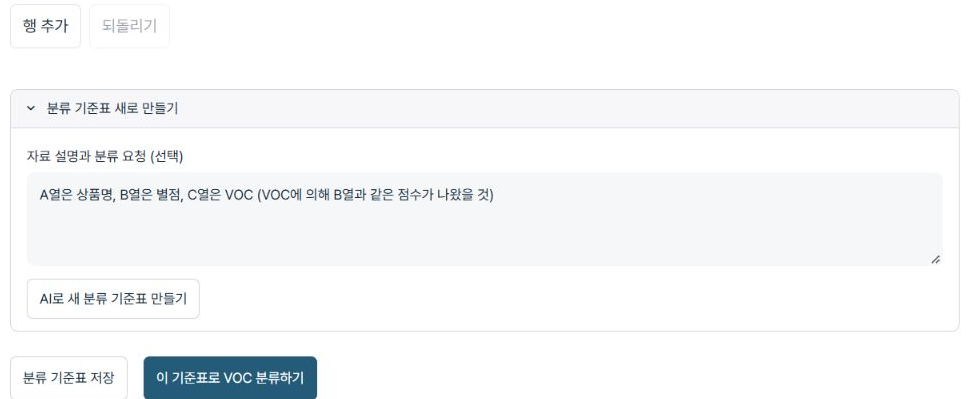 행 추가 되돌리기
분류 기준표 새로 만들기
자료 설명과 분류 요청 (선택)
A열은 상품명, B열은 별점, C열은 VOC (VOC에 의해 B열과 같은 점수가 나왔을 것)
AI로 새 분류 기준표 만들기
분류 기준표 저장 이 기준표로 VOC 분류하기